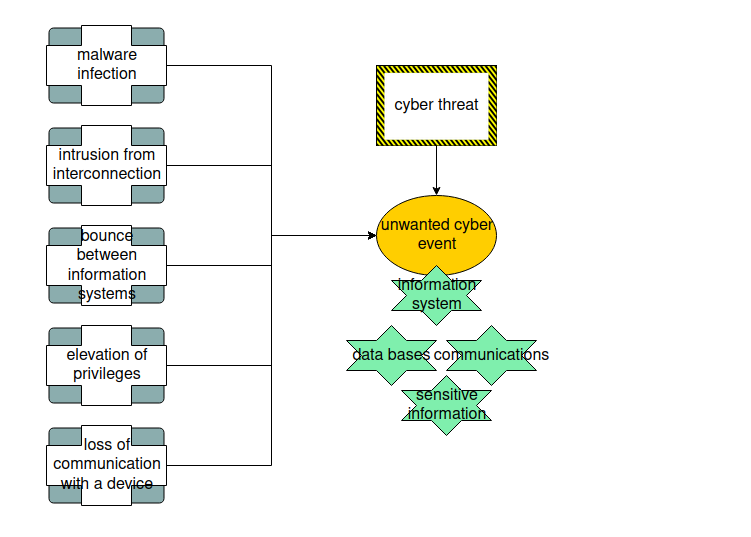 malware
infection
intrusion from
interconnection
bounce
between
information
systems
elevation of
privileges
loss of
communication
with a device
cyber threat
unwanted cyber
event
information
system
data bases
communications
sensitive
information